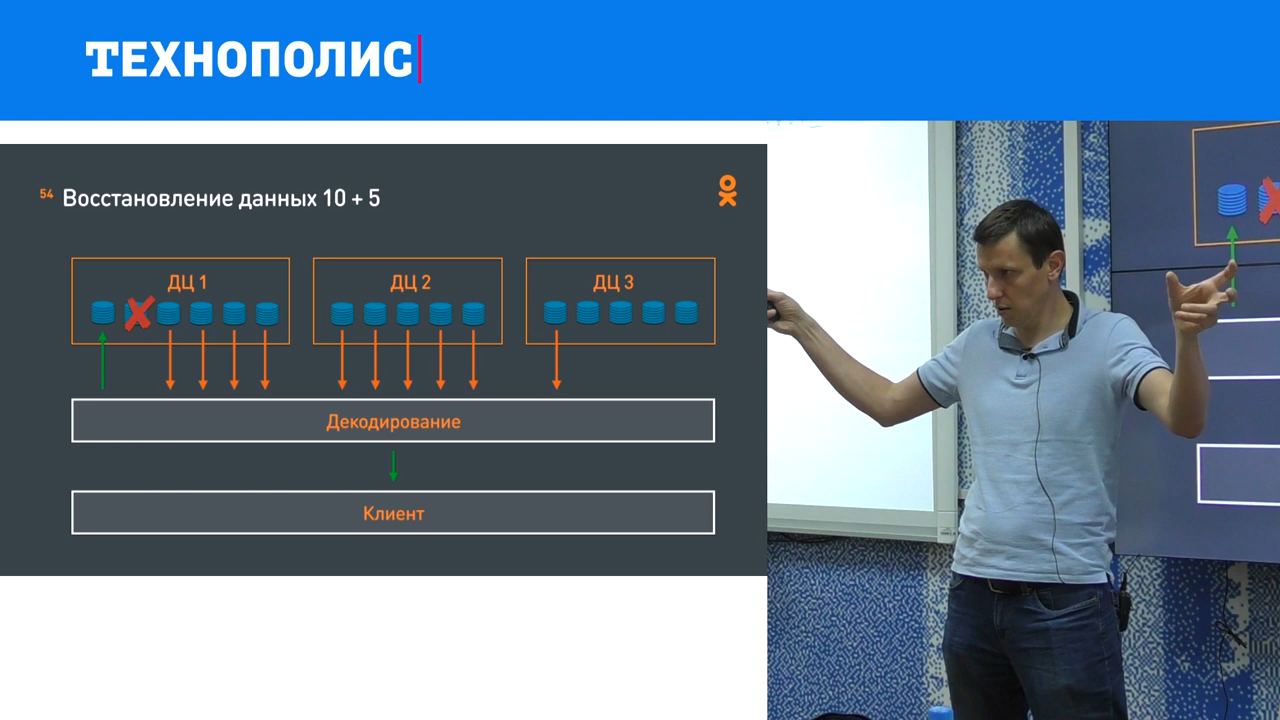 ТЕХНОПОЛИС
54 Восстановление данных 10 + 5
ДЦ 1
ДЦ 2
ДЦ 3
Декодирование
Клиент